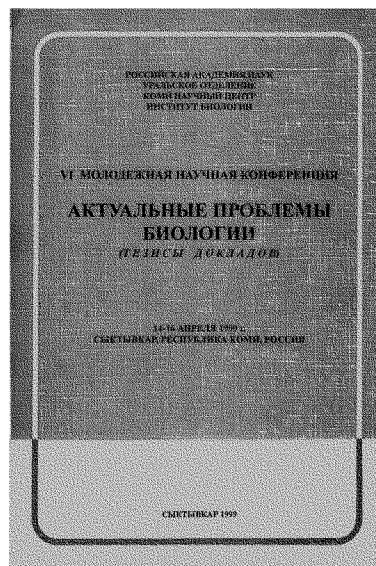 РОССИЙСКАЯ АКАДЕМИЯ НАУК
УРАЛЬСКОЕ ОТДЕЛЕНИЕ
КОМИ НАУЧНЫЙ ЦЕНТР
ИНСТИТУТ БИОЛОГИИ
VI МОЛОДЕЖНАЯ НАУЧНАЯ КОНФЕРЕНЦИЯ
АКТУАЛЬНЫЕ ПРОБЛЕМЫ
БИОЛОГИИ
(ТЕЗИСЫ ДОКЛАДОВ)
14-16 АПРЕЛЯ 1999 г.
СЫКТЫВКАР, РЕСПУБЛИКА КОМИ, РОССИЯ
СЫКТЫВКАР 1999